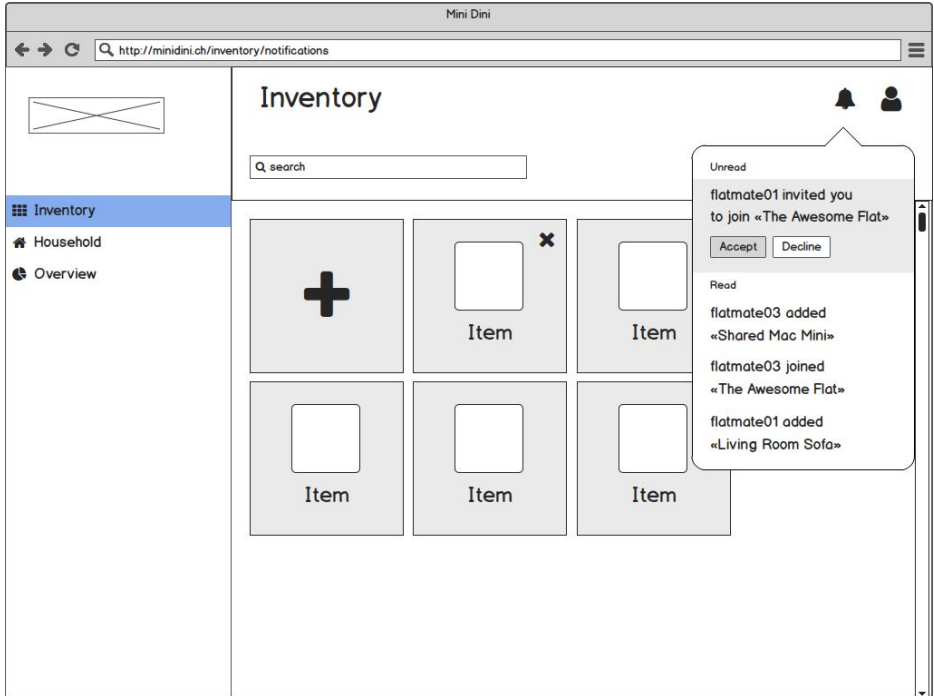 Mini Dini
http://minidini.ch/inventory/notifications
Inventory
search
Inventory
Household
Overview
Item
Item
Item
Item
Item
Unread
flatmate01 invited you
to join «The Awesome Flat»
Accept Decline
Read
flatmate03 added
«Shared Mac Mini»
flatmate03 joined
«The Awesome Flat»
flatmate01 added
«Living Room Sofa»